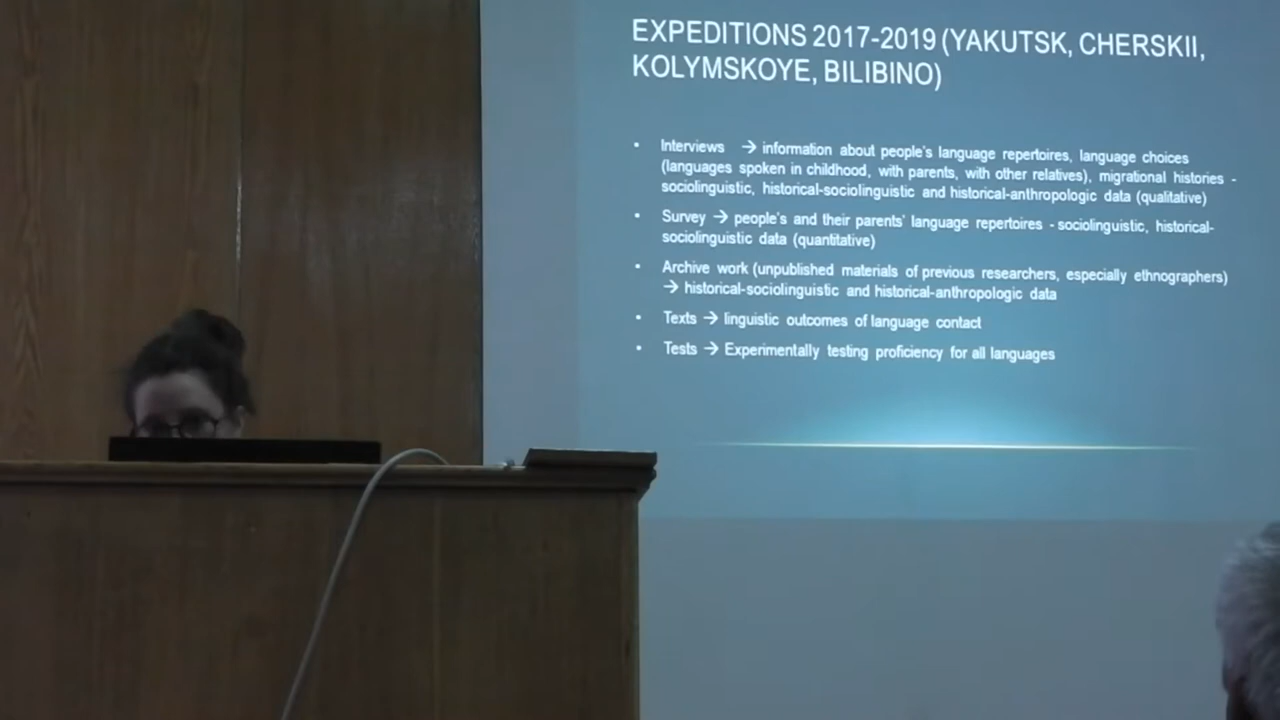 EXPEDITIONS 2017-2019 (YAKUTSK, CHERSKII,
KOLYMSKOYE, BILIBINO)
• Interviews → information about people's language repertoires, language choices
(languages spoken in childhood, with parents, with other relatives), migrational histories -
sociolinguistic, historical-sociolinguistic and historical-anthropologic data (qualitative)
• Survey → people's and their parents' language repertoires - sociolinguistic, historical-
sociolinguistic data (quantitative)
• Archive work (unpublished materials of previous researchers, especially ethnographers)
→ historical-sociolinguistic and historical-anthropologic data
• Texts → linguistic outcomes of language contact
• Tests → Experimentally testing proficiency for all languages